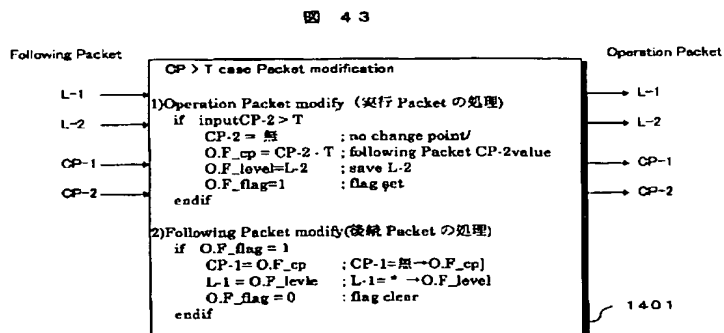 図 43
Following Packet
Operation Packet
CP > T case Packet modification
L-1
L-2
CP-1
CP-2
1)Operation Packet modify (実行 Packet の処理)
if inputCP-2 > T
CP-2 = 無 ; no change point/
O.F_cp = CP-2 - T ; following Packet CP-2value
O.F_level=L-2 ; save L-2
O.F_flag=1 ; flag set
endif
2)Following Packet modify(後続 Packet の処理)
if O.F_flag = 1
CP-1= O.F_cp ; CP-1=無→O.F_cp]
L-1 = O.F_levle ; L-1= * →O.F_level
O.F_flag = 0 ; flag clear
endif
L-1
L-2
CP-1
CP-2
1401